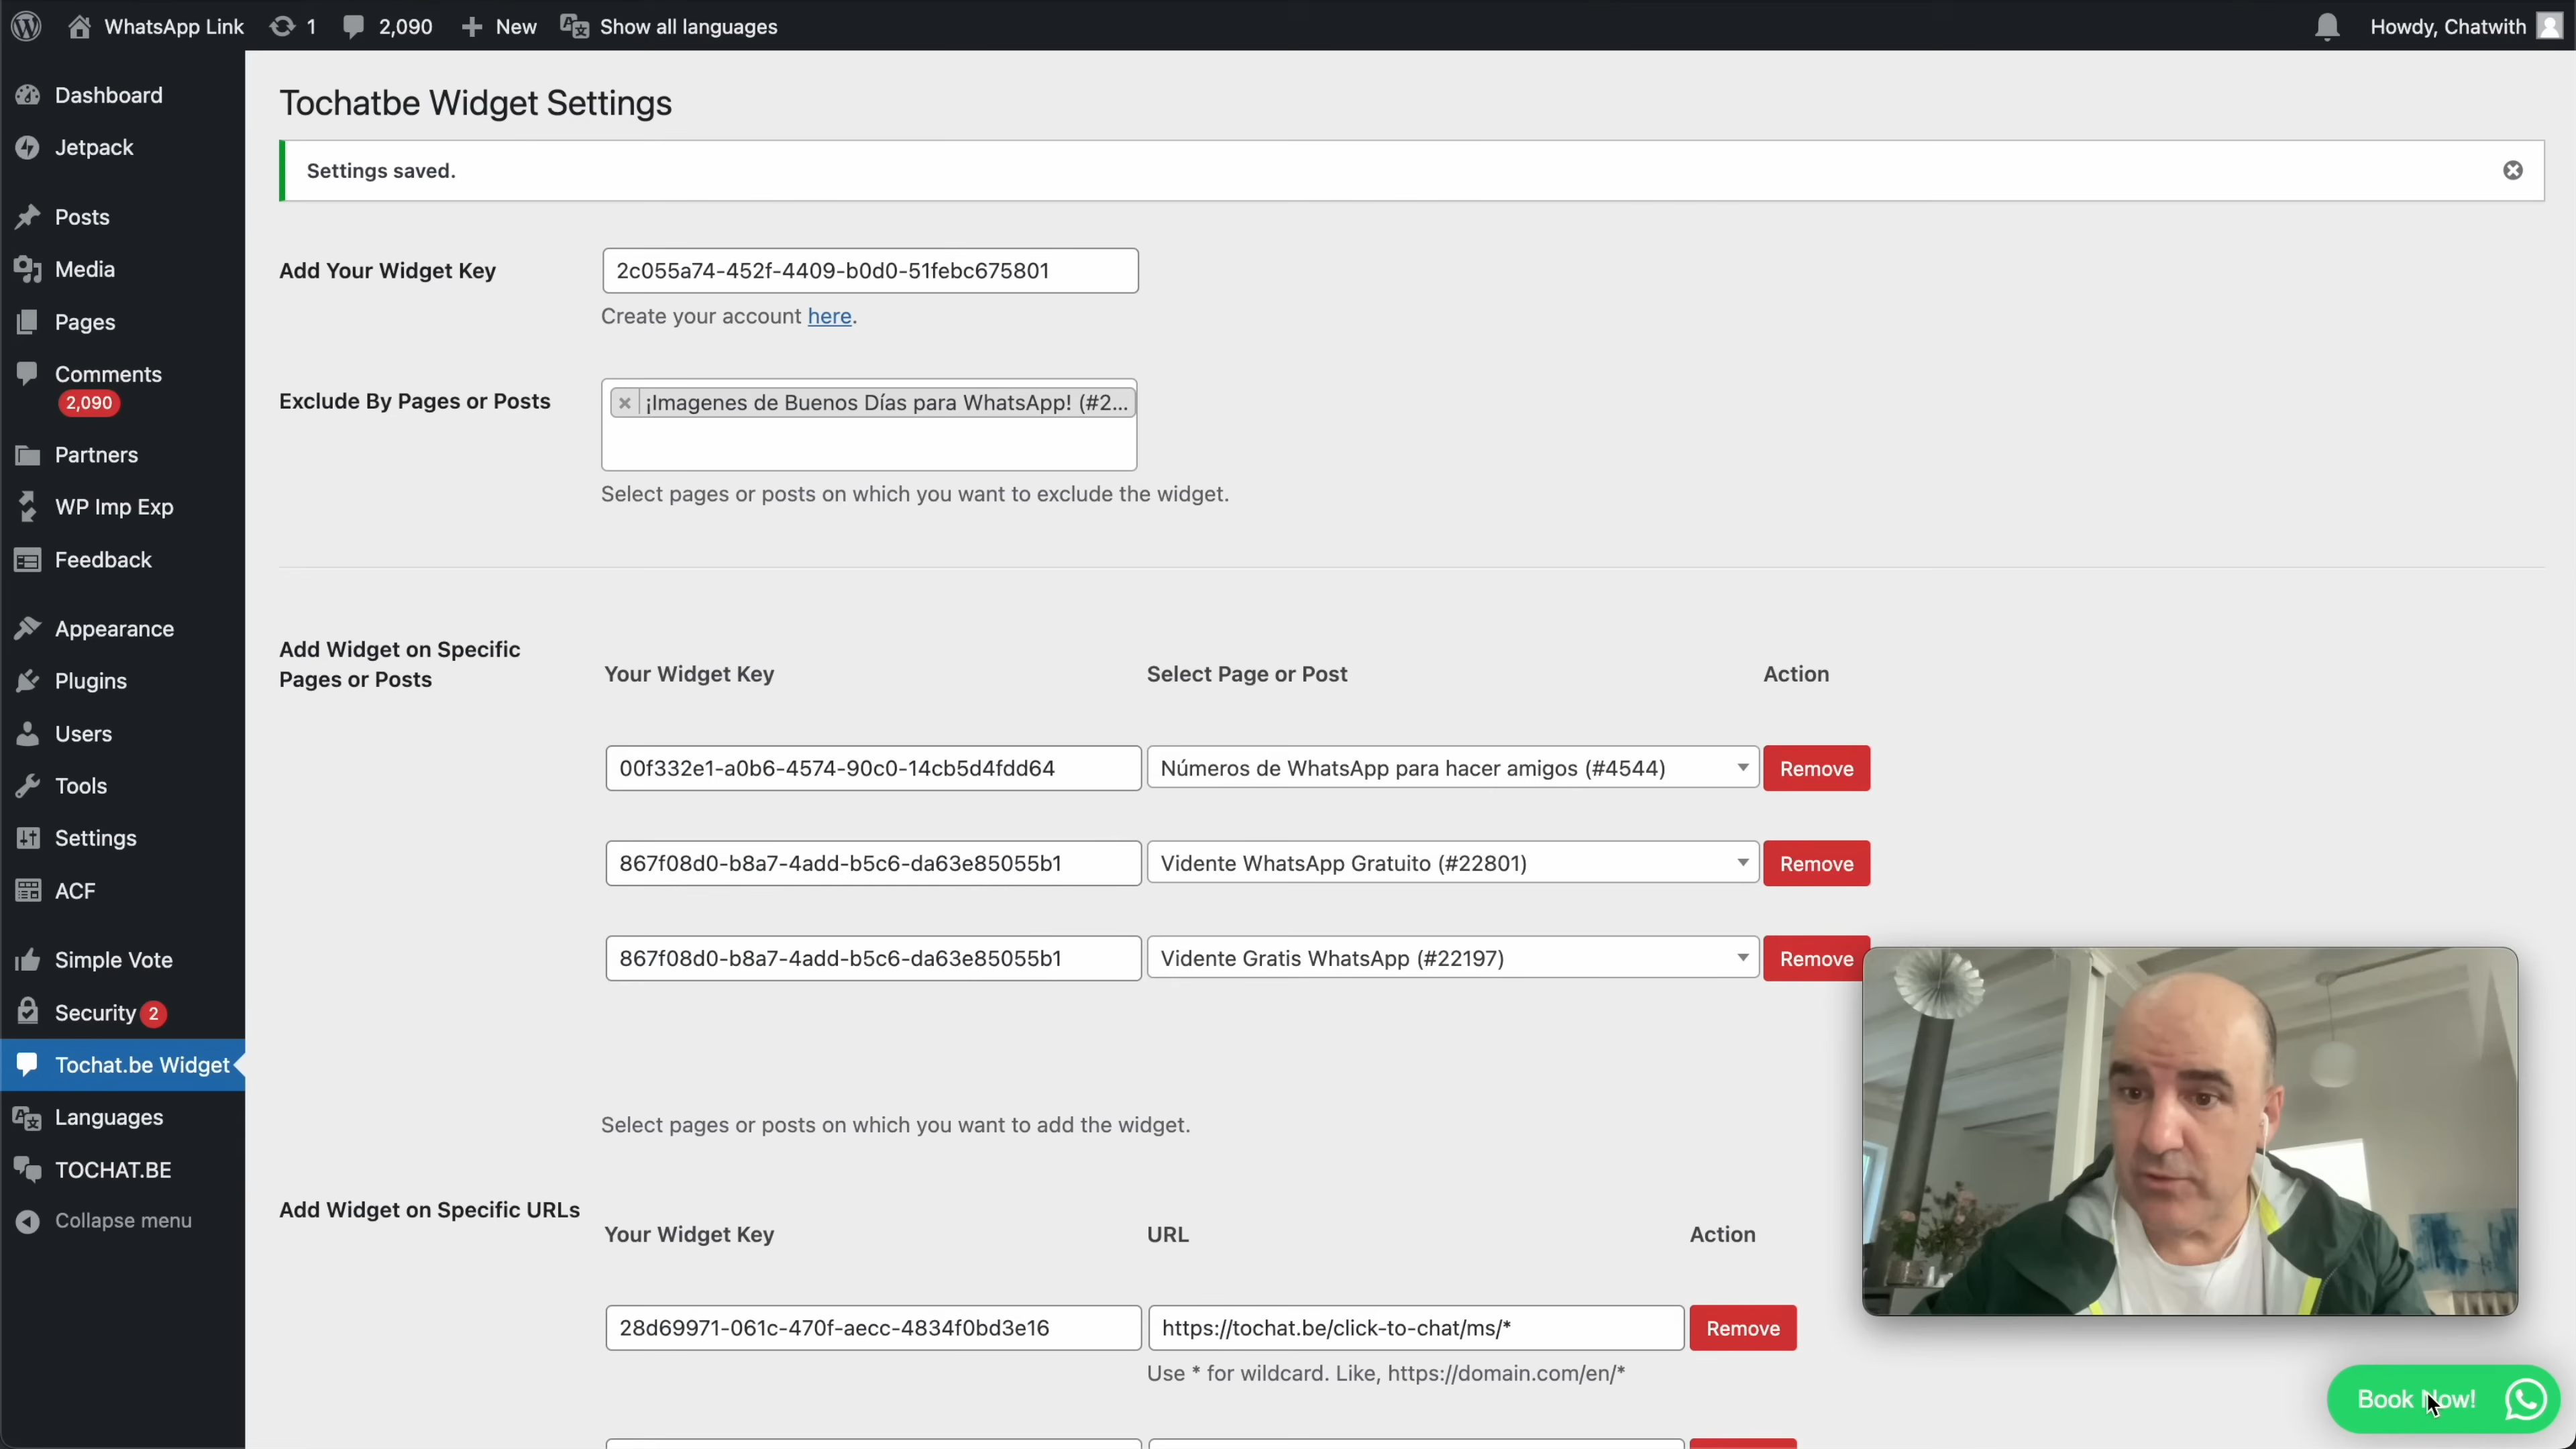 WhatsApp Link 1 2,090 New Show all languages Howdy, Chatwith
Dashboard
Jetpack
Posts
Media
Pages
Comments
2,090
Partners
WP Imp Exp
Feedback
Appearance
Plugins
Users
Tools
Settings
ACF
Simple Vote
Security 2
Tochat.be Widget
Languages
TOCHAT.BE
Collapse menu
Tochatbe Widget Settings
Settings saved.
Add Your Widget Key
2c055a74-452f-4409-b0d0-51febc675801
Create your account here.
Exclude By Pages or Posts
× ¡Imagenes de Buenos Días para WhatsApp! (#2...
Select pages or posts on which you want to exclude the widget.
Add Widget on Specific
Pages or Posts
Your Widget Key Select Page or Post Action
00f332e1-a0b6-4574-90c0-14cb5d4fdd64 Números de WhatsApp para hacer amigos (#4544) Remove
867f08d0-b8a7-4add-b5c6-da63e85055b1 Vidente WhatsApp Gratuito (#22801) Remove
867f08d0-b8a7-4add-b5c6-da63e85055b1 Vidente Gratis WhatsApp (#22197) Remove
Select pages or posts on which you want to add the widget.
Add Widget on Specific URLs
Your Widget Key URL Action
28d69971-061c-470f-aecc-4834f0bd3e16 https://tochat.be/click-to-chat/ms/* Remove
Use * for wildcard. Like, https://domain.com/en/*
Book Now!